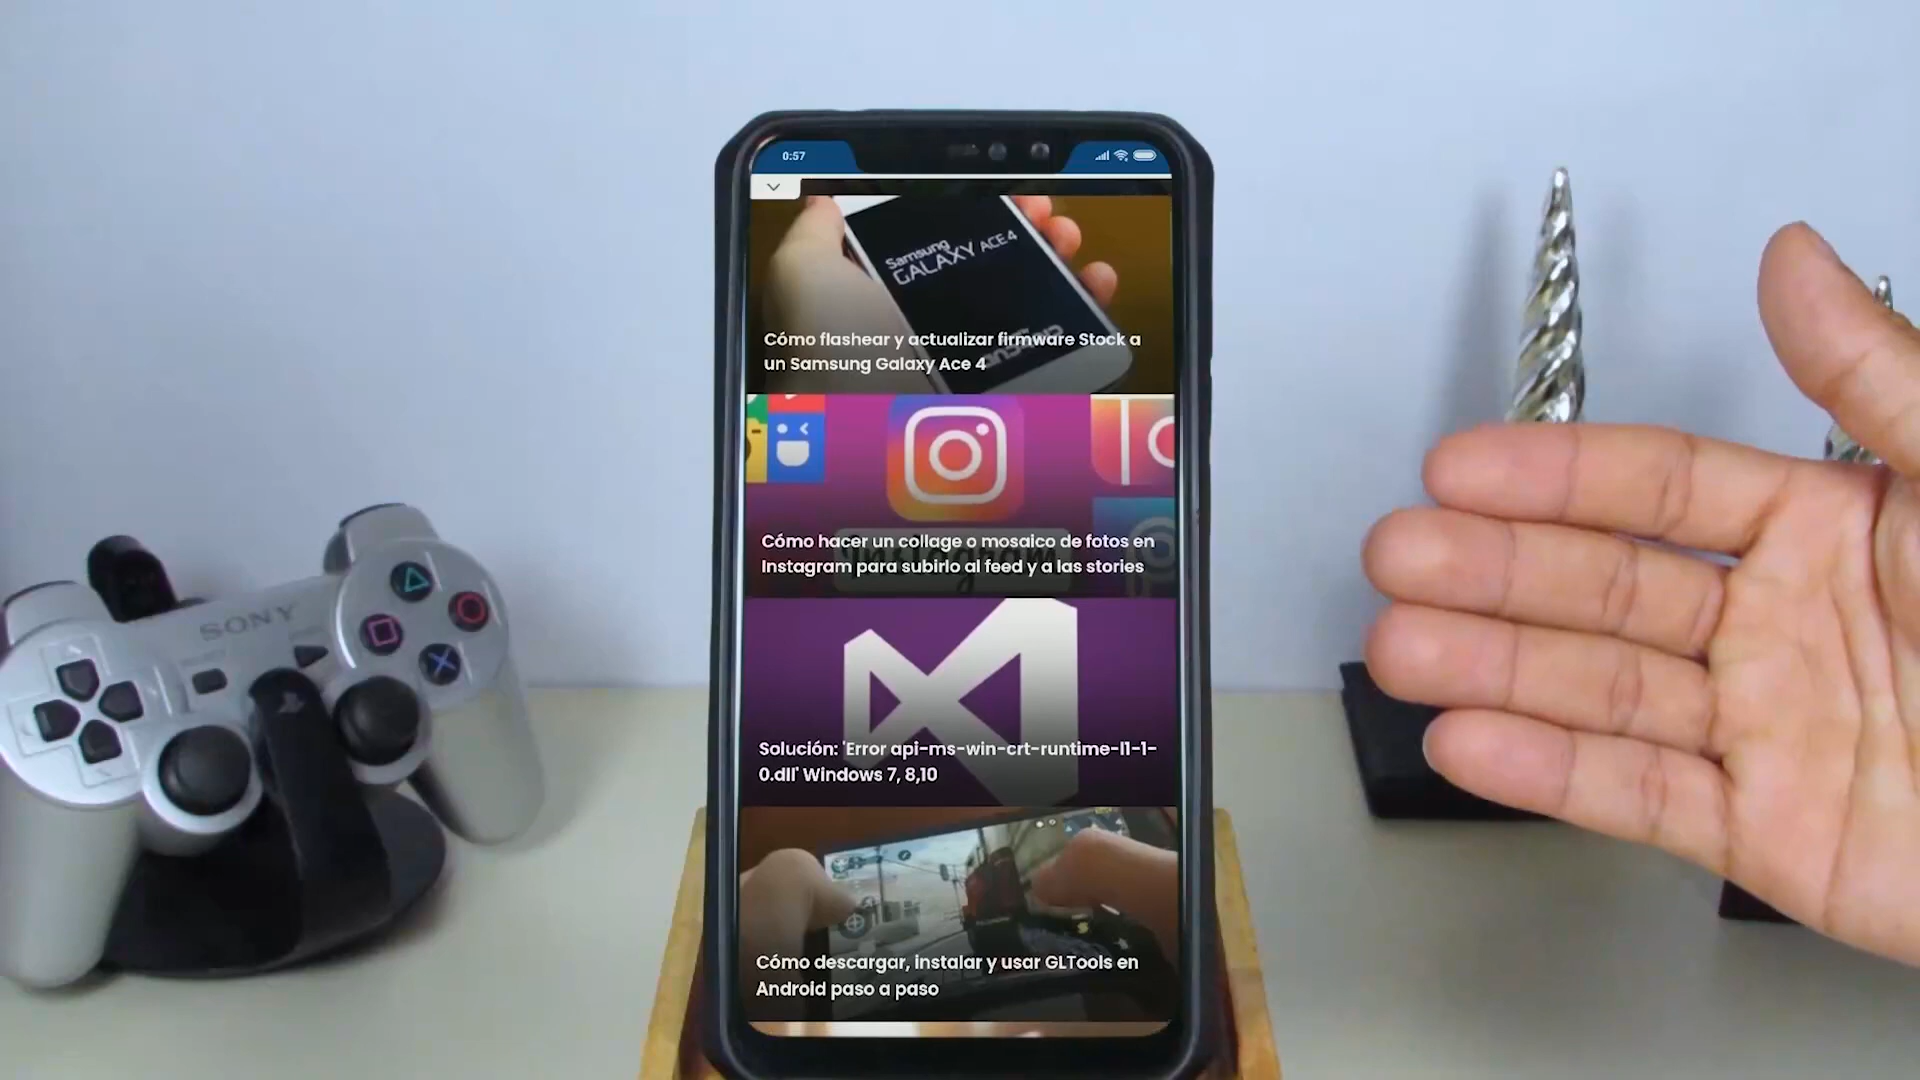 0:57
Samsung
GALAXY ACE4
Cómo flashear y actualizar firmware Stock a
un Samsung Galaxy Ace 4
Cómo hacer un collage o mosaico de fotos en
Instagram para subirlo al feed y a las stories
Solución: 'Error api-ms-win-crt-runtime-l1-1-
0.dll' Windows 7, 8,10
Cómo descargar, instalar y usar GLTools en
Android paso a paso
SONY